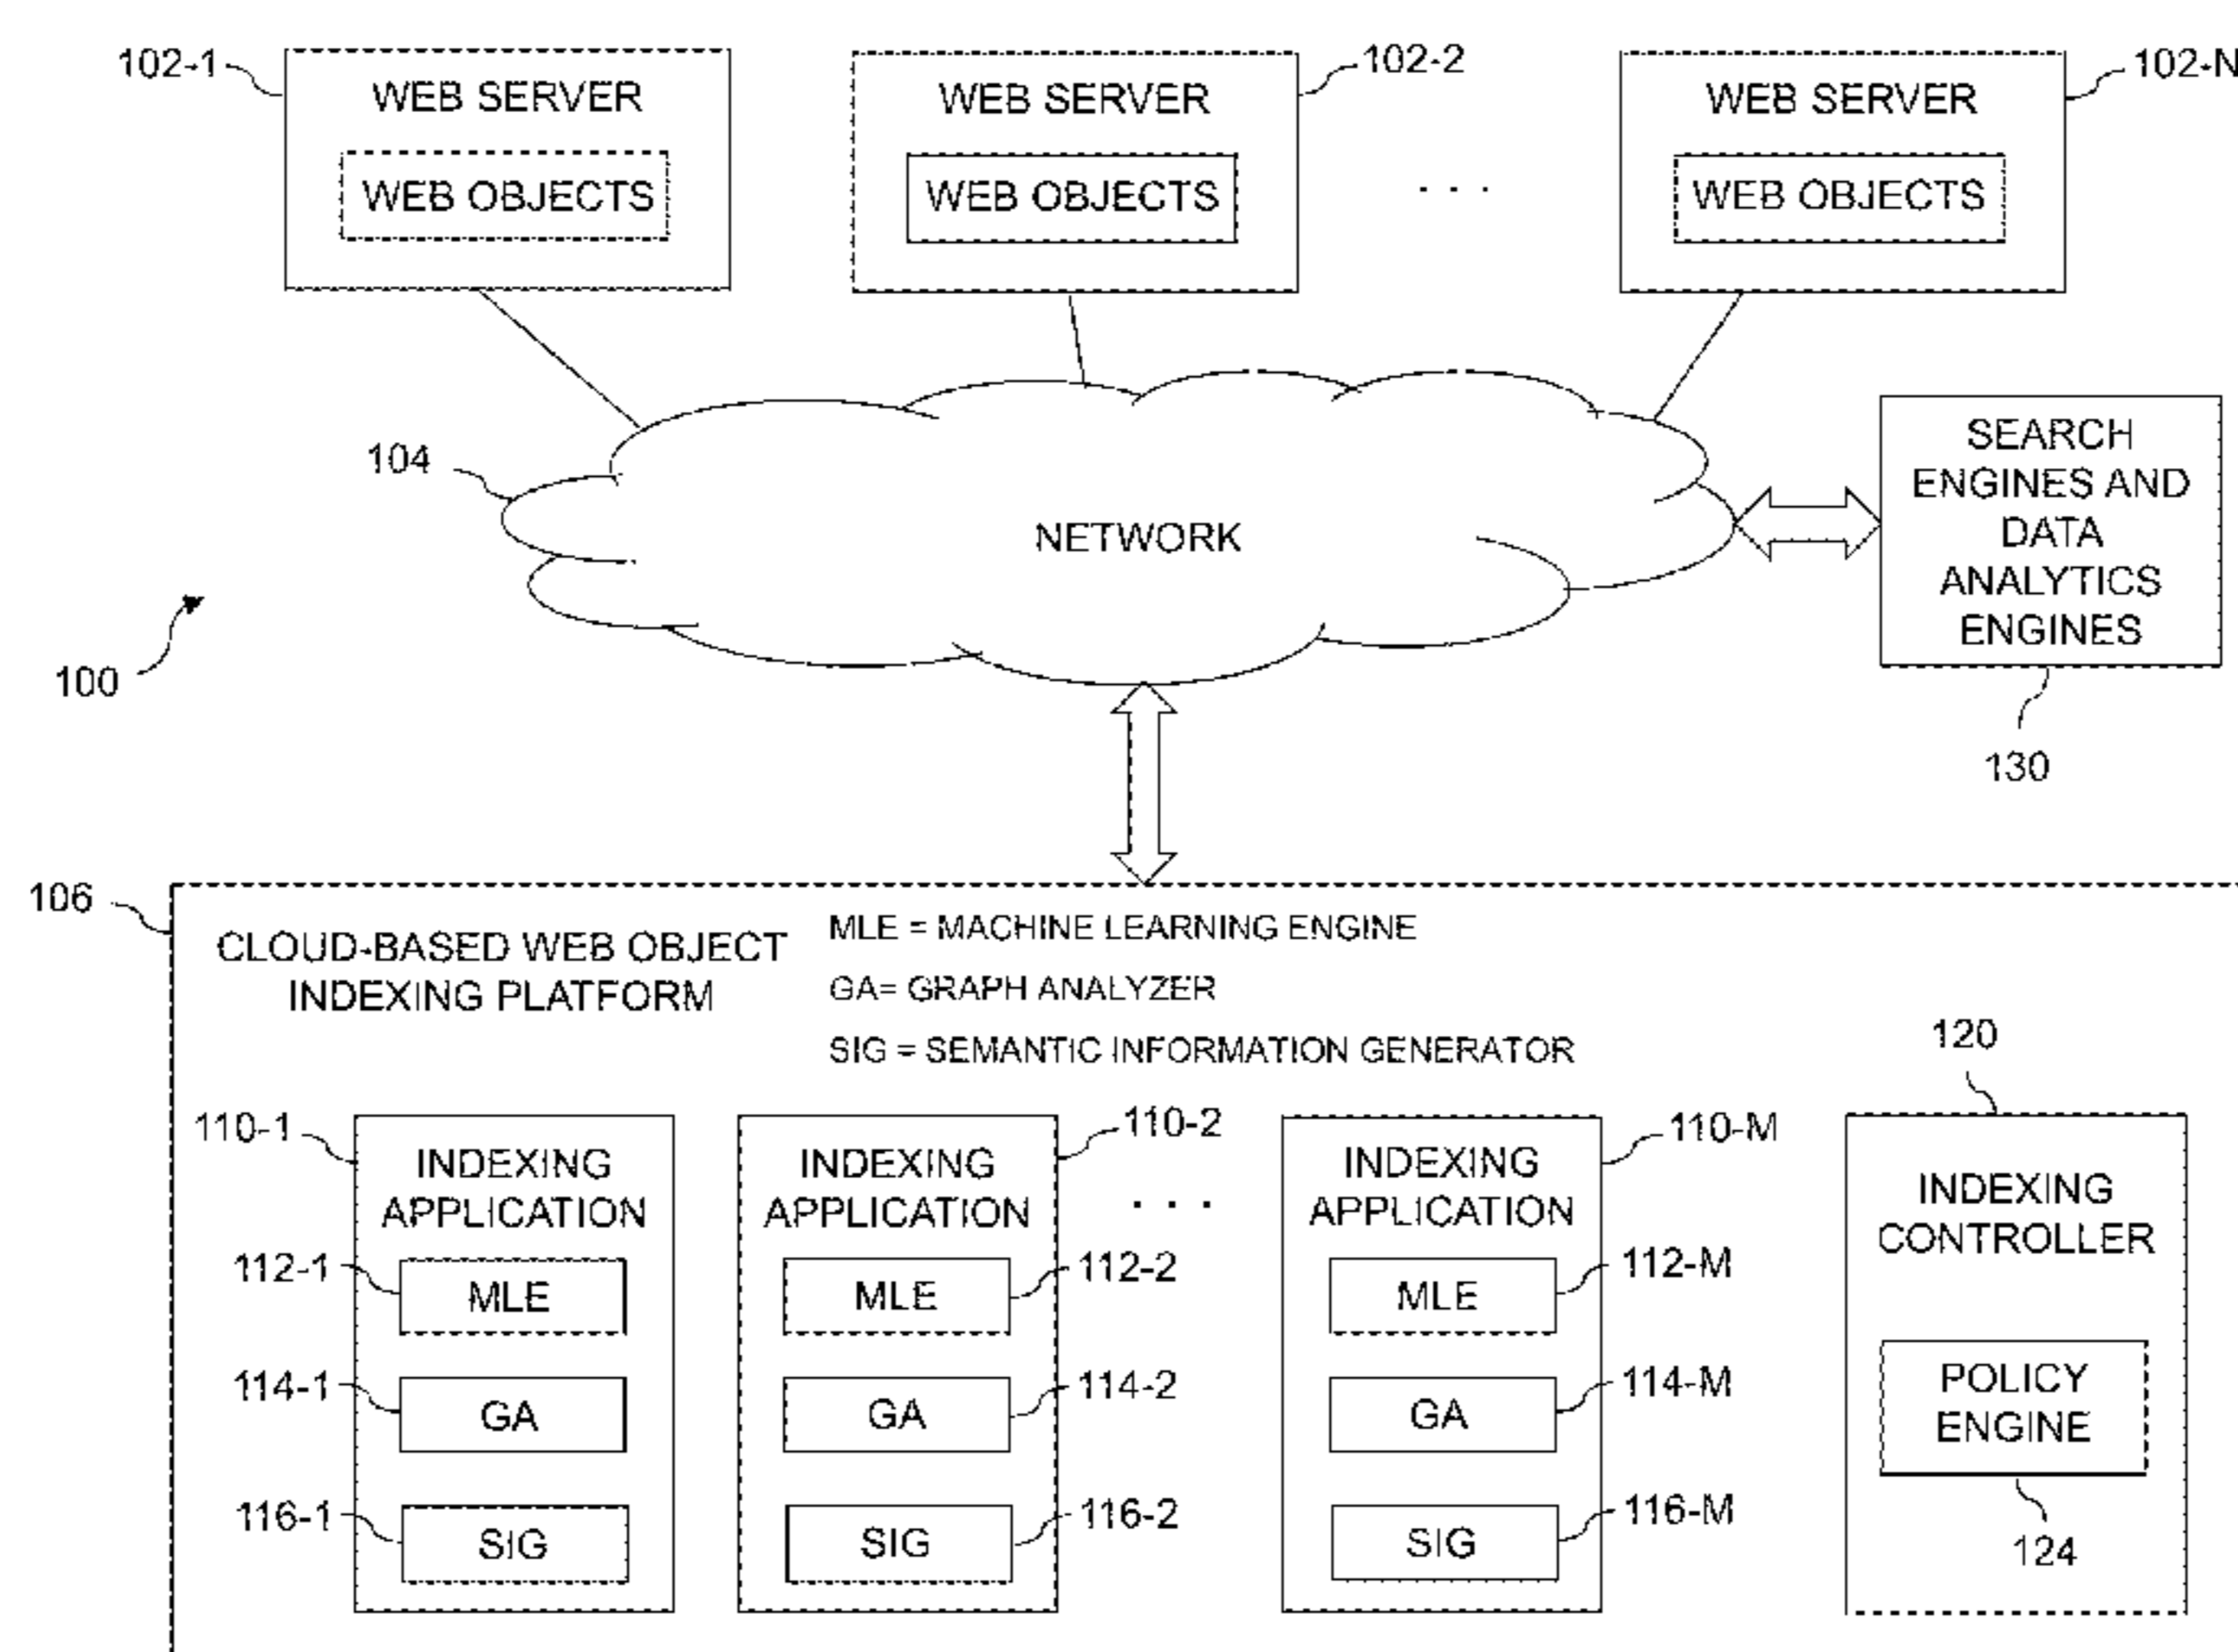 102-1
WEB SERVER
WEB OBJECTS
102-2
WEB SERVER
WEB OBJECTS
. . .
102-N
WEB SERVER
WEB OBJECTS
104
NETWORK
SEARCH
ENGINES AND
DATA
ANALYTICS
ENGINES
130
100
106
CLOUD-BASED WEB OBJECT
INDEXING PLATFORM
MLE = MACHINE LEARNING ENGINE
GA= GRAPH ANALYZER
SIG = SEMANTIC INFORMATION GENERATOR
110-1
INDEXING
APPLICATION
112-1
MLE
114-1
GA
116-1
SIG
110-2
INDEXING
APPLICATION
112-2
MLE
114-2
GA
116-2
SIG
. . .
110-M
INDEXING
APPLICATION
112-M
MLE
114-M
GA
116-M
SIG
120
INDEXING
CONTROLLER
POLICY
ENGINE
124